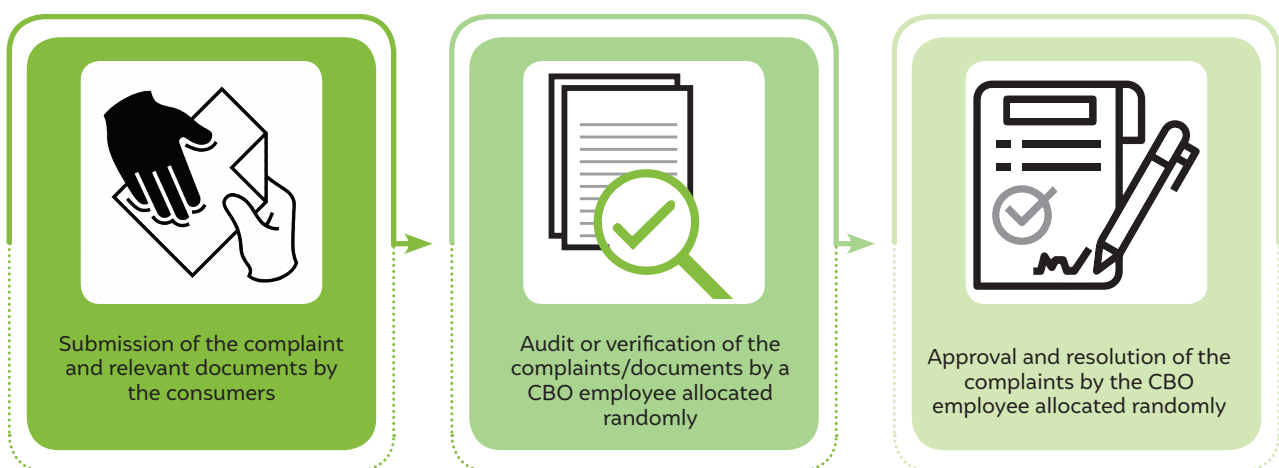 Submission of the complaint
and relevant documents by
the consumers
Audit or verification of the
complaints/documents by a
CBO employee allocated
randomly
Approval and resolution of the
complaints by the CBO
employee allocated randomly